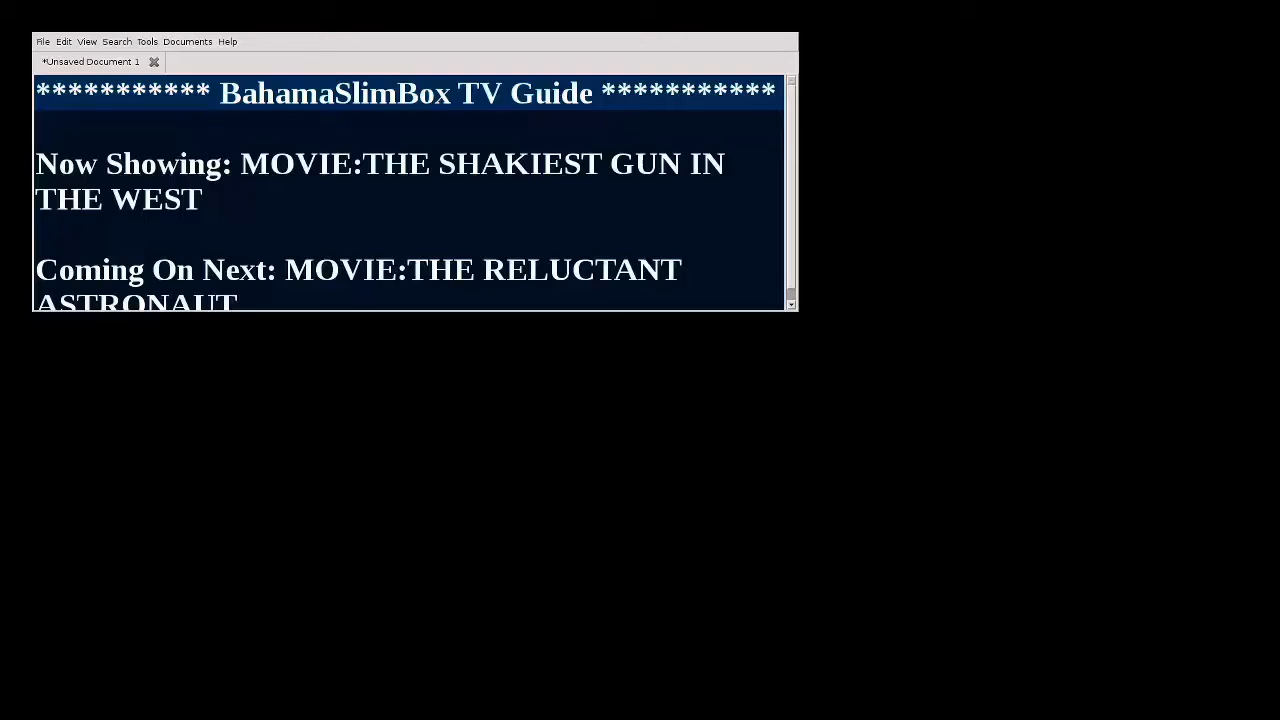 File Edit View Search Tools Documents Help
*Unsaved Document 1
*********** BahamaSlimBox TV Guide ***********
Now Showing: MOVIE:THE SHAKIEST GUN IN
THE WEST
Coming On Next: MOVIE:THE RELUCTANT
ASTRONAUT